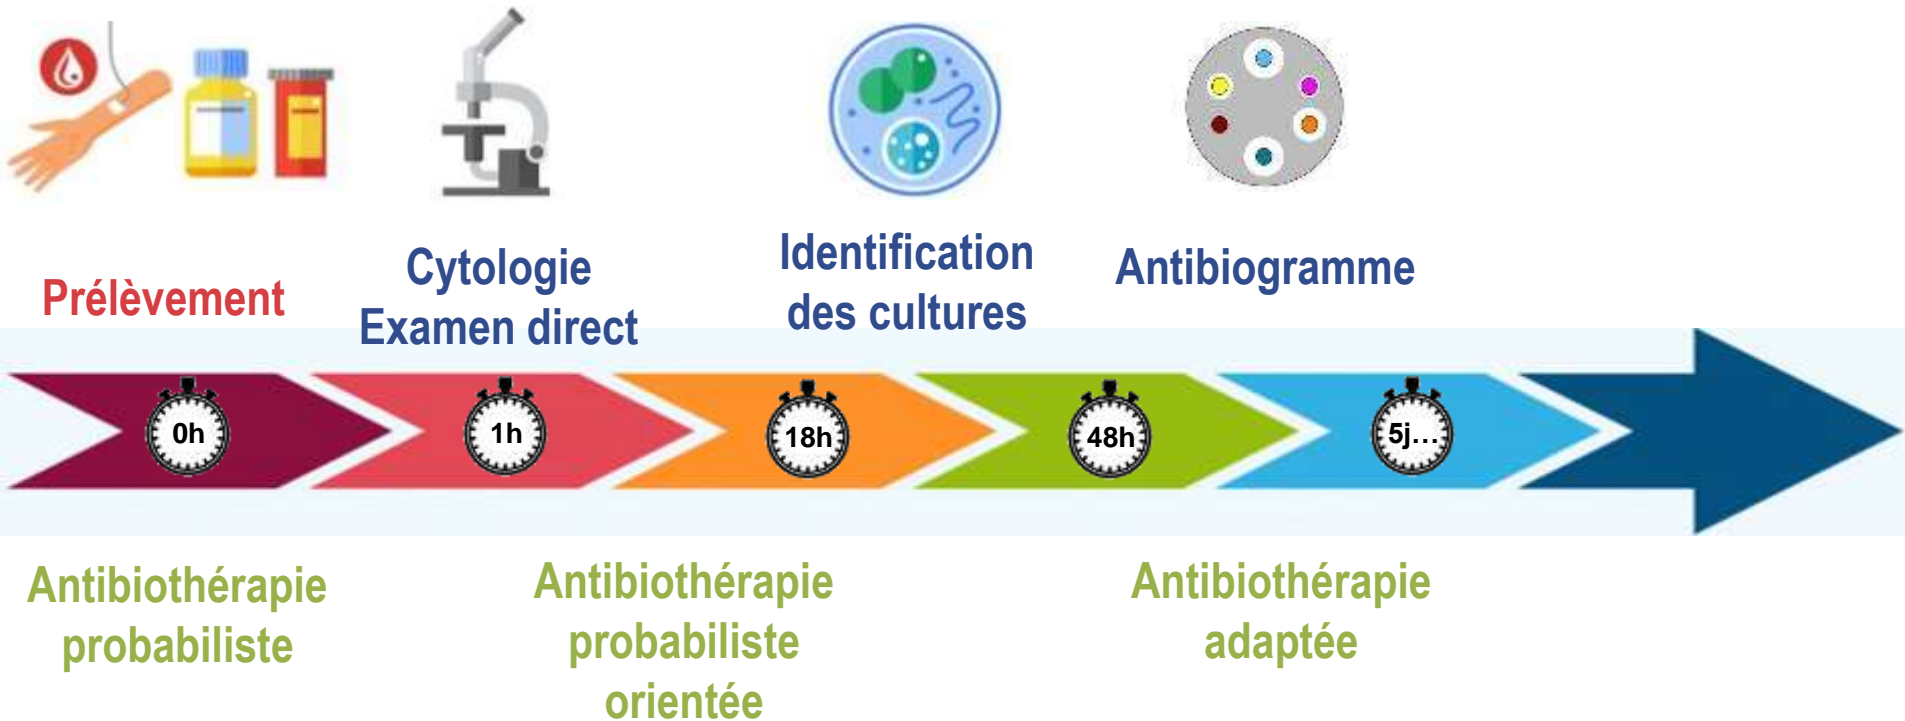 Prélèvement
Cytologie
Examen direct
Identification
des cultures
Antibiogramme
0h
1h
18h
48h
5j...
Antibiothérapie
probabiliste
Antibiothérapie
probabiliste
orientée
Antibiothérapie
adaptée